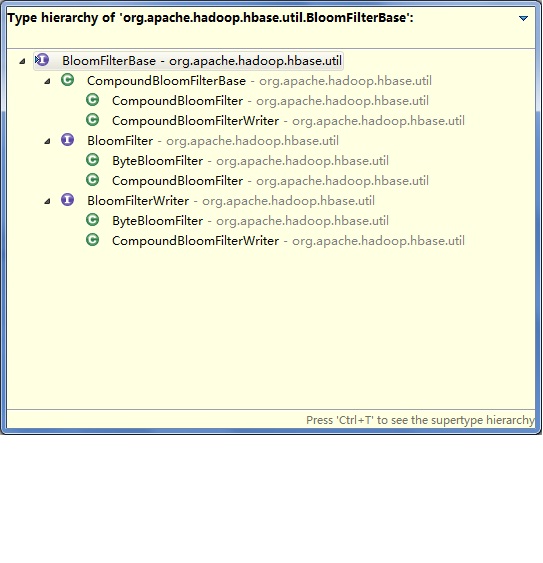 Type hierarchy of 'org.apache.hadoop.hbase.util.BloomFilterBase':
BloomFilterBase - org.apache.hadoop.hbase.util
CompoundBloomFilterBase - org.apache.hadoop.hbase.util
CompoundBloomFilter - org.apache.hadoop.hbase.util
CompoundBloomFilterWriter - org.apache.hadoop.hbase.util
BloomFilter - org.apache.hadoop.hbase.util
ByteBloomFilter - org.apache.hadoop.hbase.util
CompoundBloomFilter - org.apache.hadoop.hbase.util
BloomFilterWriter - org.apache.hadoop.hbase.util
ByteBloomFilter - org.apache.hadoop.hbase.util
CompoundBloomFilterWriter - org.apache.hadoop.hbase.util
Press 'Ctrl+T' to see the supertype hierarchy